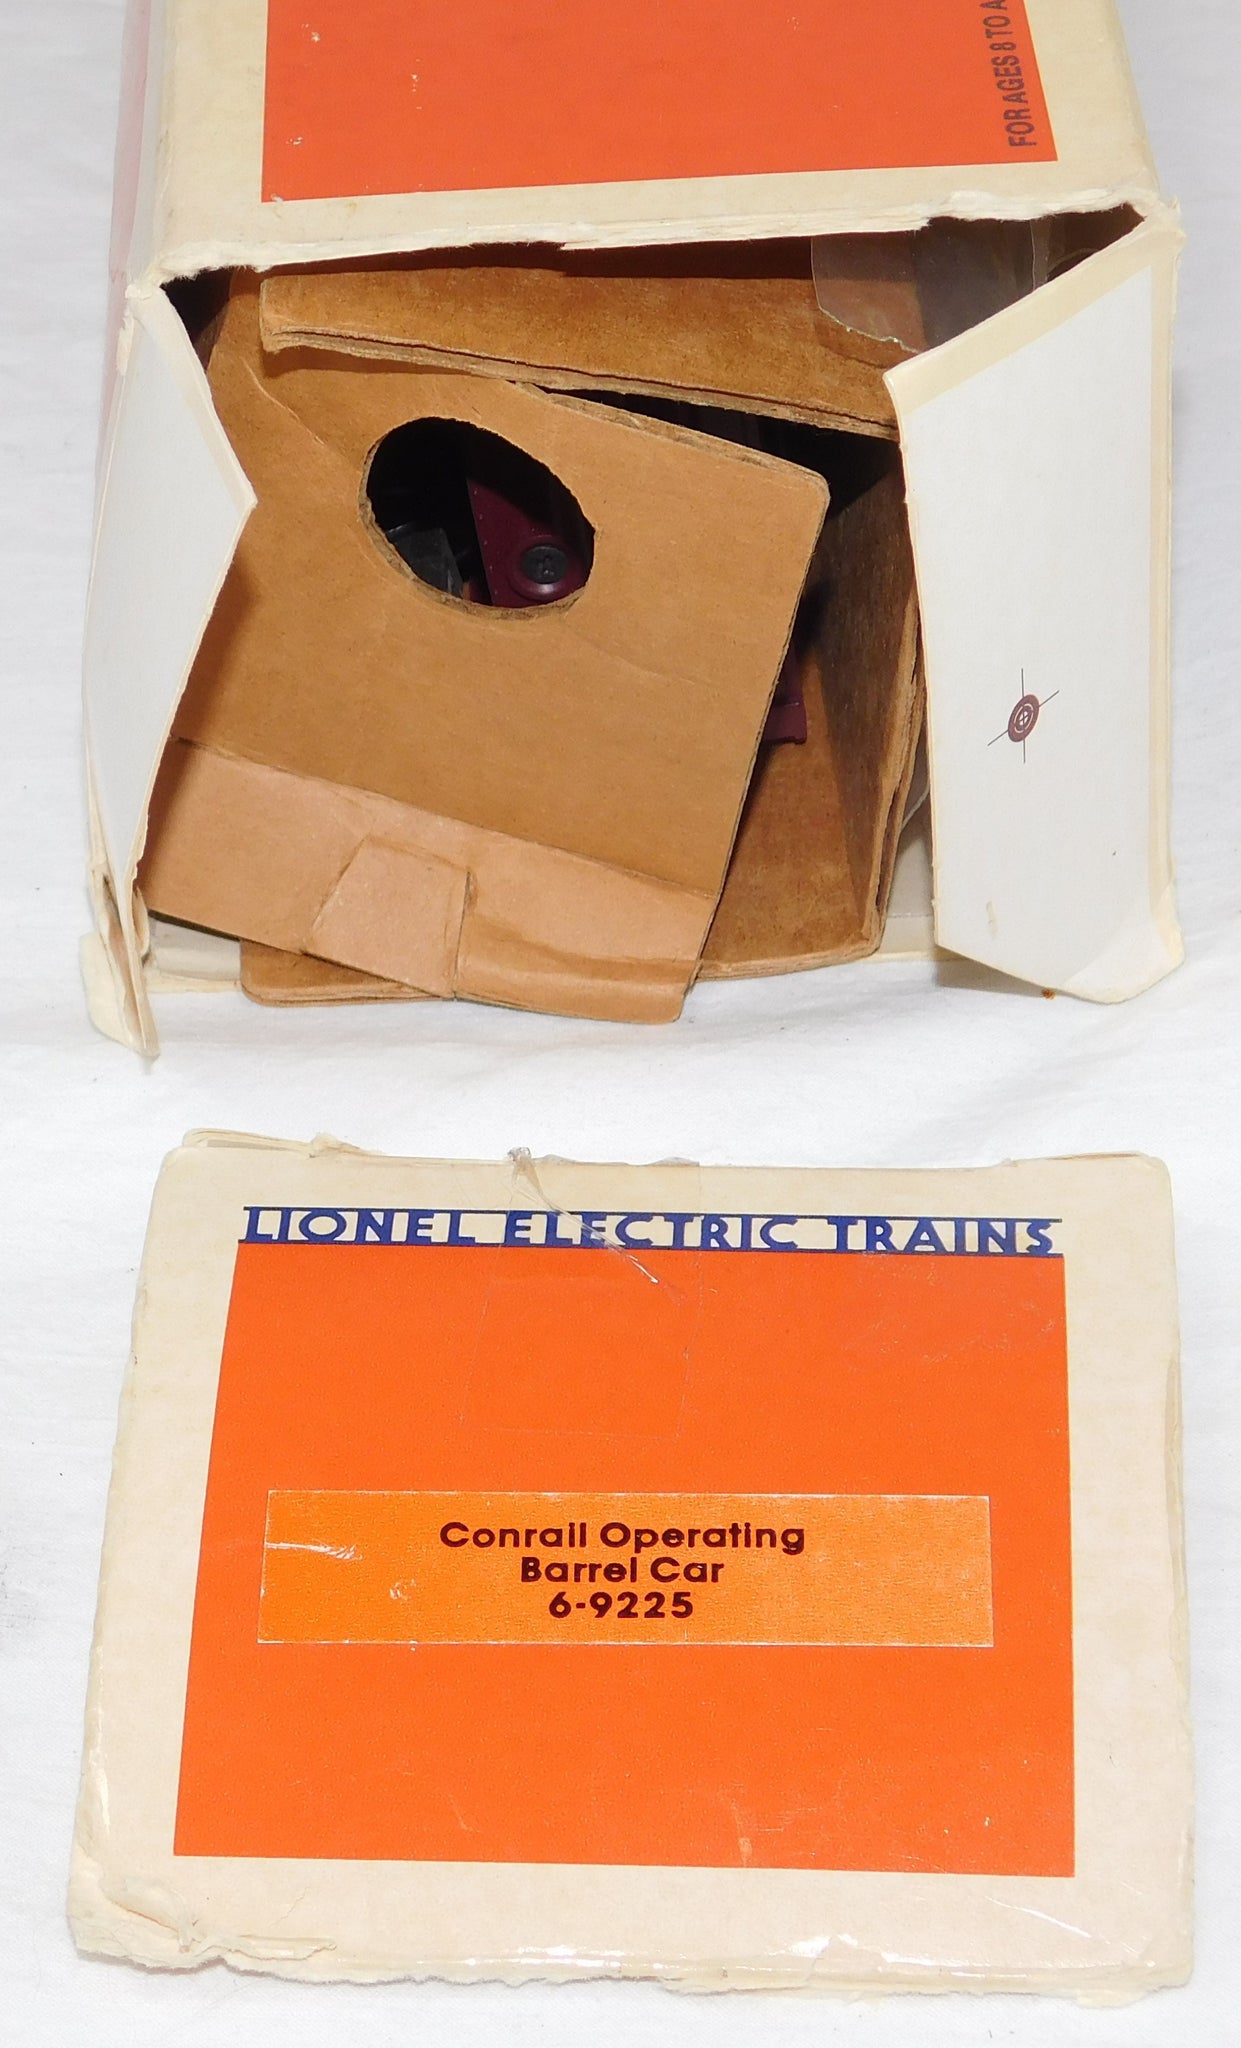 FOR AGES 8 TO A
LIONEL ELECTRIC TRAINS
Conrail Operating
Barrel Car
6-9225